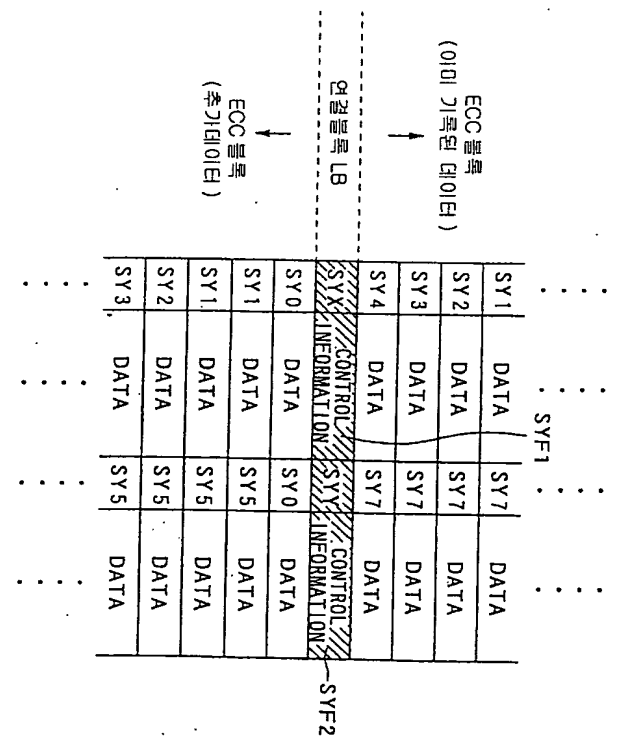 SYF1
ECC 블록
(이미 기록된 데이터)
SY1 DATA SY7 DATA
SY2 DATA SY7 DATA
SY3 DATA SY7 DATA
SY4 DATA SY7 DATA
연결블록 LB
SYX CONTROL INFORMATION SYY CONTROL INFORMATION
SYF2
SY0 DATA SY0 DATA
ECC 블록
(추가데이터)
SY1 DATA SY5 DATA
SY1 DATA SY5 DATA
SY2 DATA SY5 DATA
SY3 DATA SY5 DATA